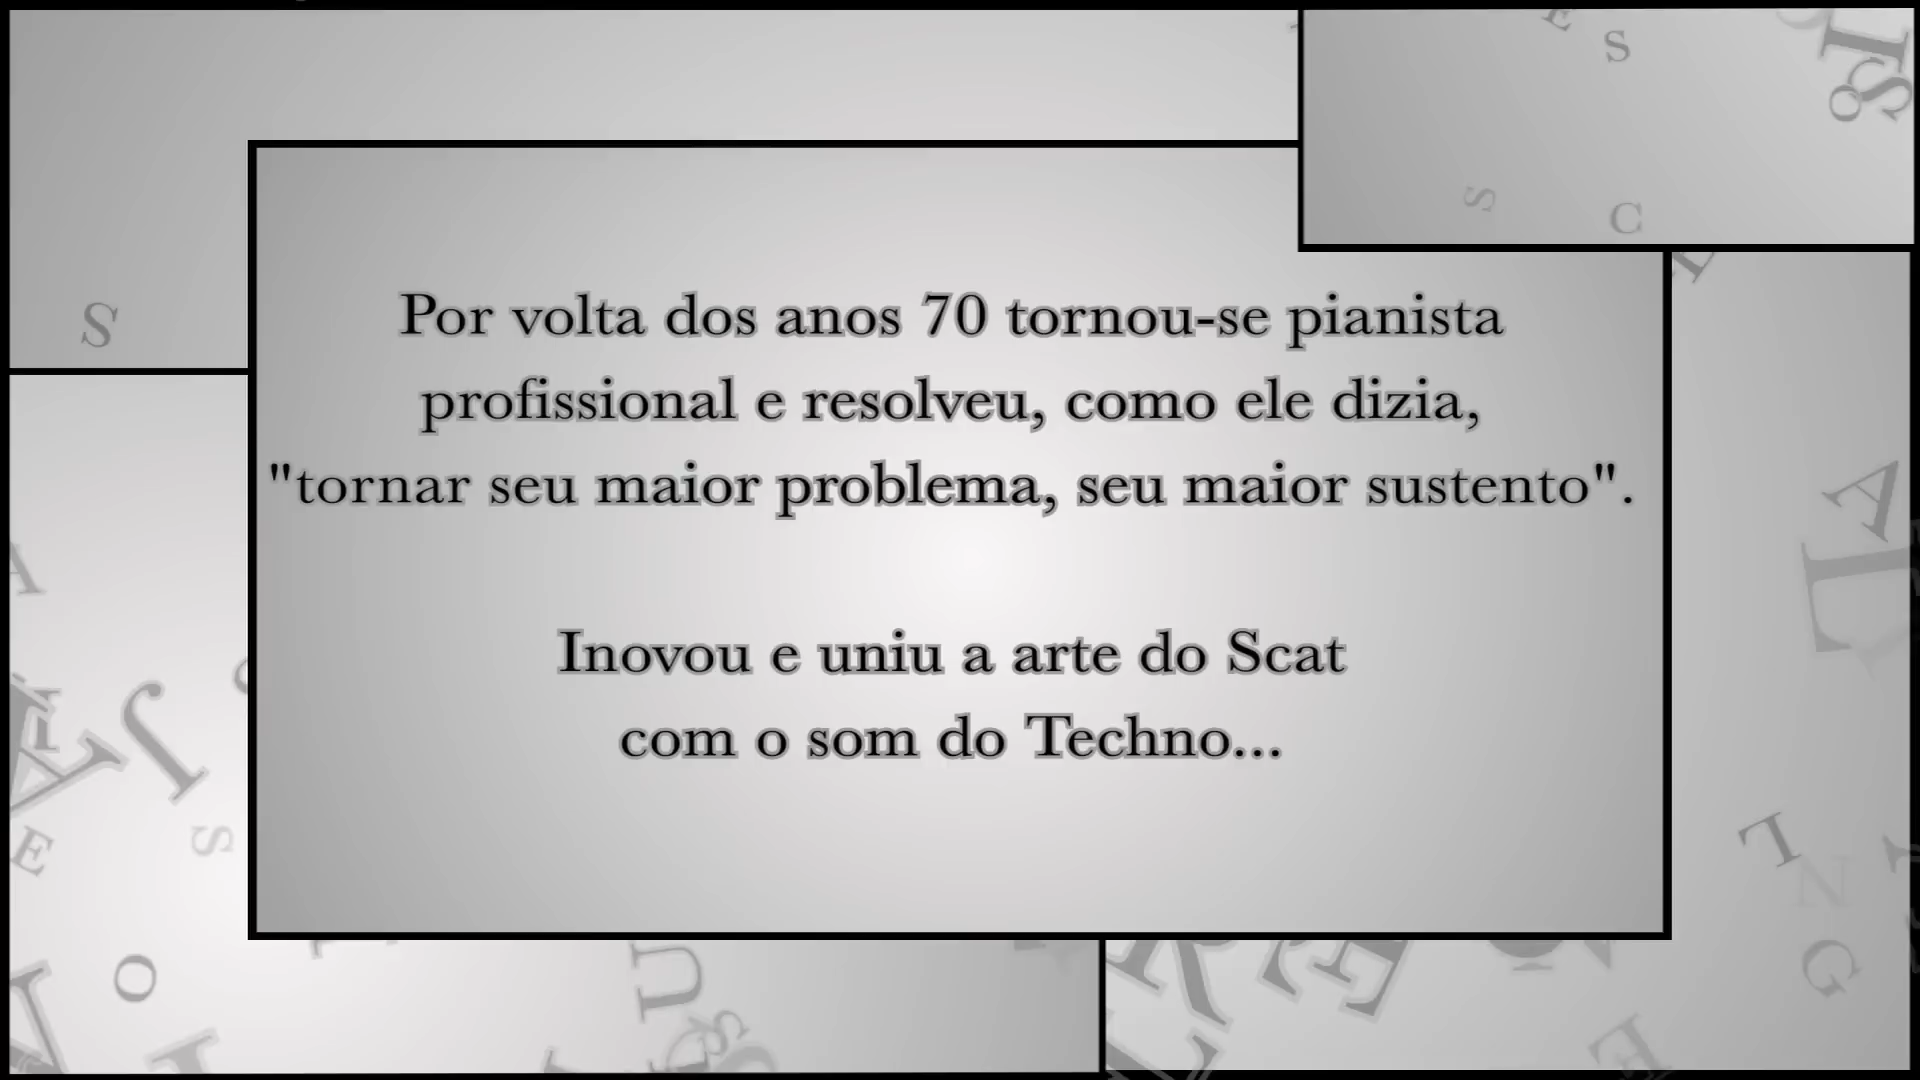 Por volta dos anos 70 tornou-se pianista
profissional e resolveu, como ele dizia,
"tornar seu maior problema, seu maior sustento".
Inovou e uniu a arte do Scat
com o som do Techno...